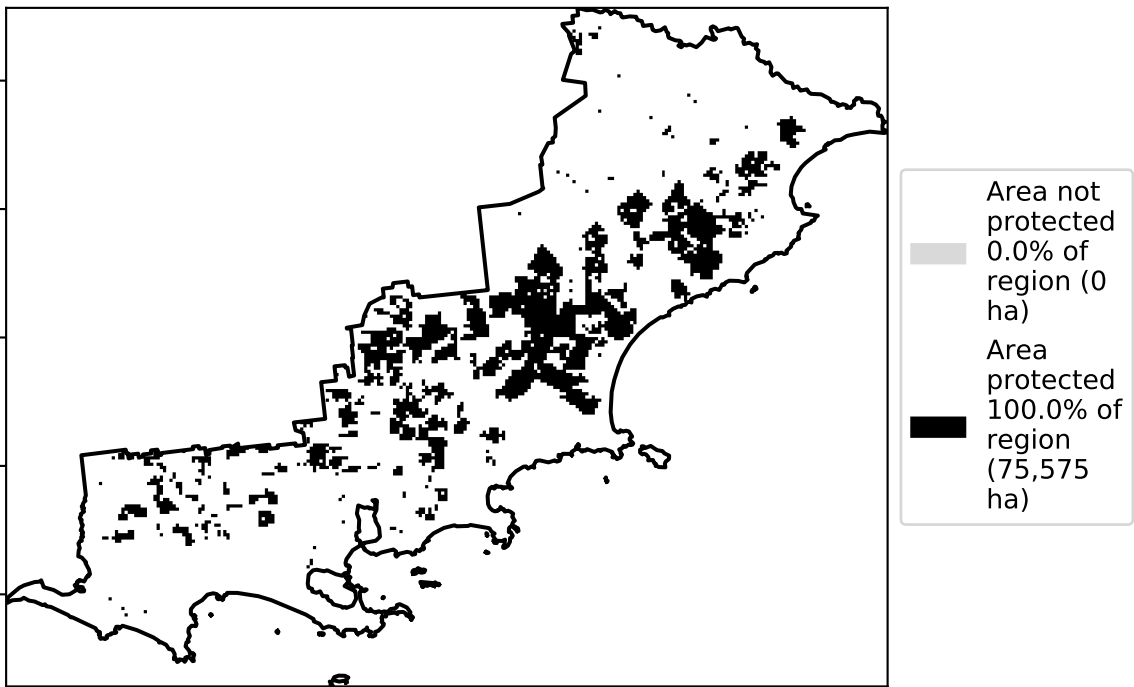 Area not
protected
0.0% of
region (0
ha)
Area
protected
100.0% of
region
(75,575
ha)